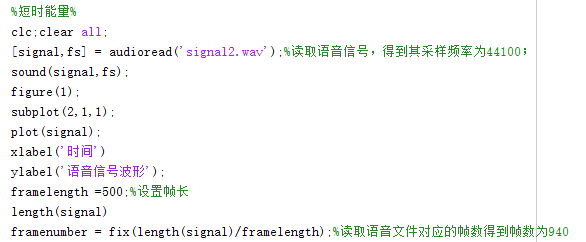 %短时能量%
clc;clear all;
[signal,fs] = audioread('signal2.wav');%读取语音信号，得到其采样频率为44100；
sound(signal,fs);
figure(1);
subplot(2,1,1);
plot(signal);
xlabel('时间')
ylabel('语音信号波形');
framelength =500;%设置帧长
length(signal)
framenumber = fix(length(signal)/framelength);%读取语音文件对应的帧数得到帧数为940